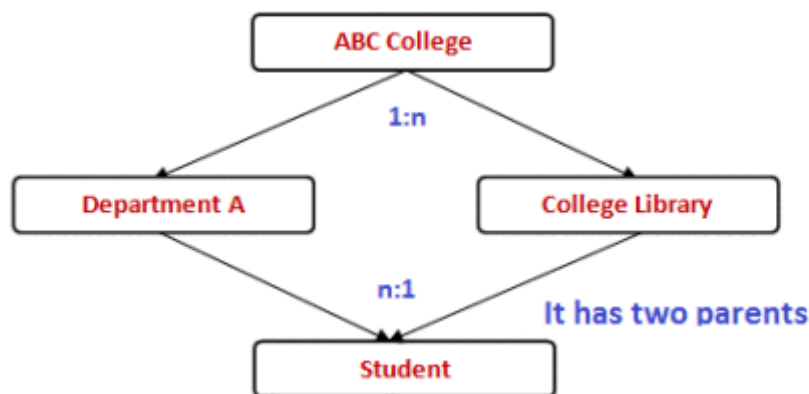 ABC College
1:n
Department A
College Library
n:1
It has two parents
Student